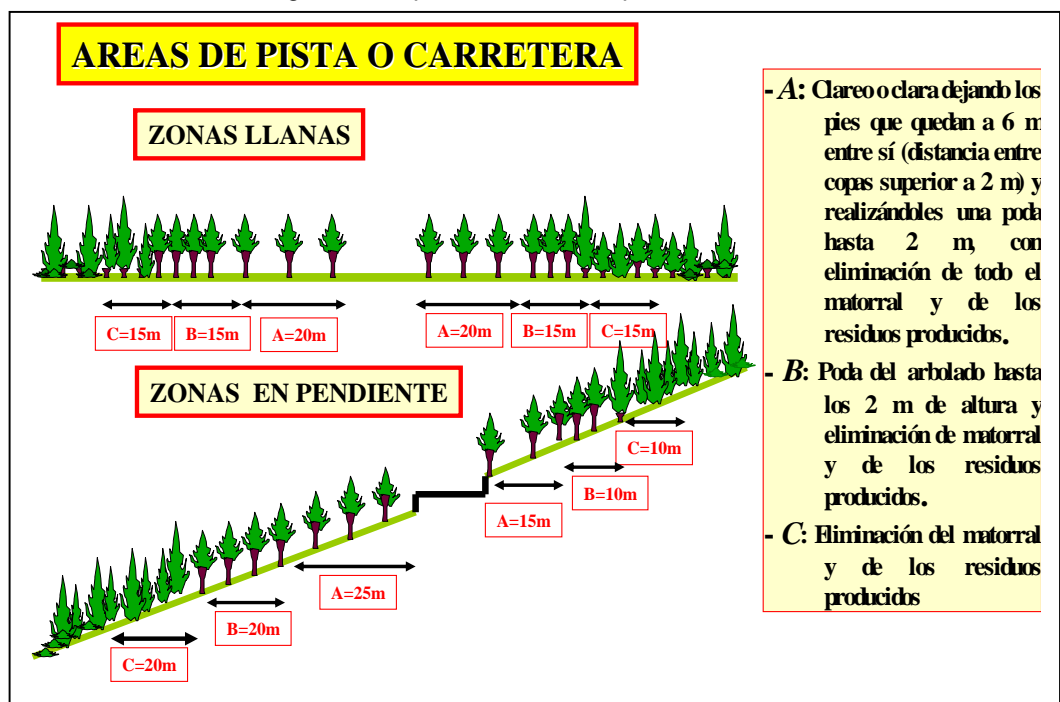 AREAS DE PISTA O CARRETERA
ZONAS LLANAS
C=15m
B=15m
A=20m
A=20m
B=15m
C=15m
ZONAS EN PENDIENTE
C=10m
B=10m
A=15m
A=25m
B=20m
C=20m
- A: Clareo o clara dejando los
pies que quedan a 6 m
entre sí (distancia entre
copas superior a 2 m) y
realizándoles una poda
hasta 2 m, con
eliminación de todo el
matorral y de los
residuos producidos.
- B: Poda del arbolado hasta
los 2 m de altura y
eliminación de matorral
y de los residuos
producidos.
- C: Eliminación del matorral
y de los residuos
producidos